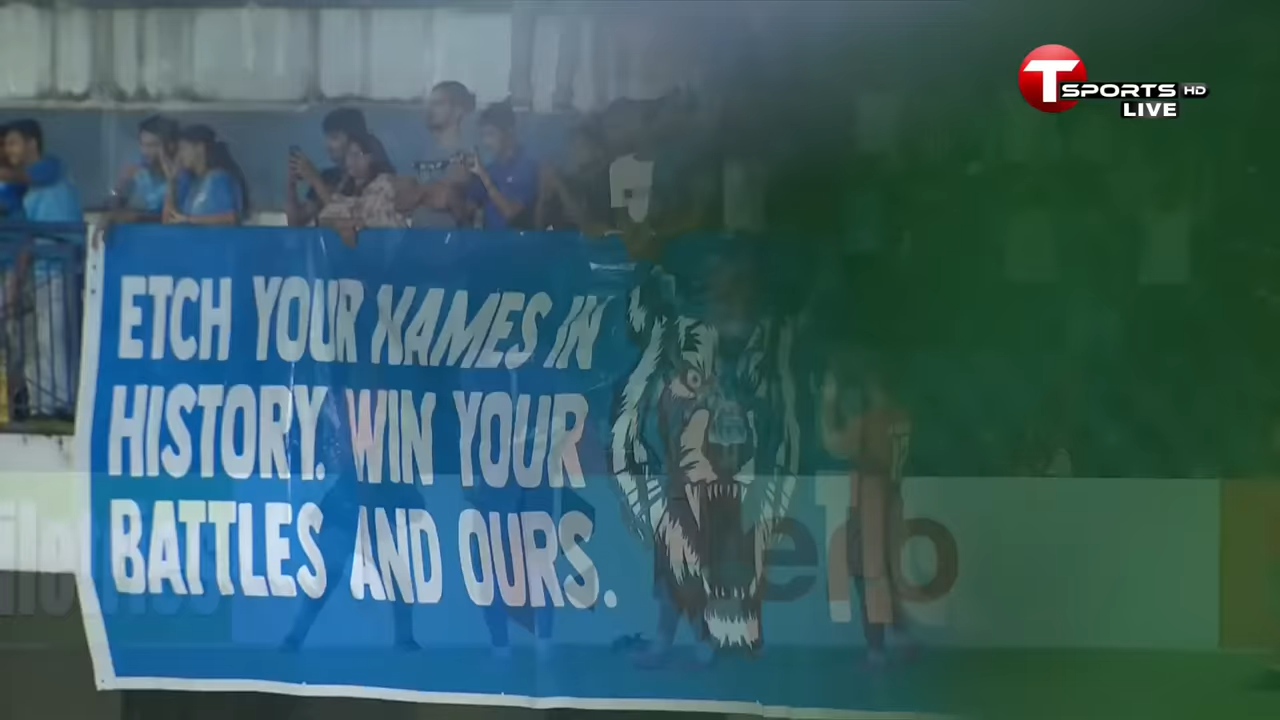 T SPORTS HD
LIVE
ETCH YOUR NAMES IN
HISTORY. WIN YOUR
BATTLES AND OURS.